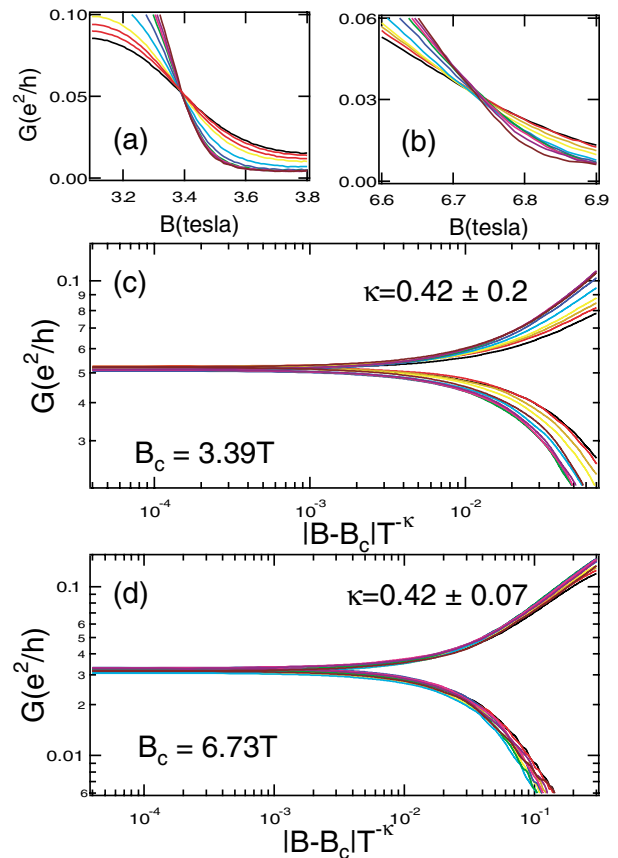 0.10
0.05
0.00
G(e²/h)
(a)
3.2 3.4 3.6 3.8
B(tesla)
0.06
0.03
0.00
(b)
6.6 6.7 6.8 6.9
B(tesla)
(c)
κ=0.42 ± 0.2
0.1
9
8
7
6
5
4
3
G(e²/h)
B_c = 3.39T
10⁻⁴ 10⁻³ 10⁻²
|B-B_c|T^-κ
(d)
κ=0.42 ± 0.07
0.1
6
5
4
3
2
0.01
6
G(e²/h)
B_c = 6.73T
10⁻⁴ 10⁻³ 10⁻² 10⁻¹
|B-B_c|T^-κ